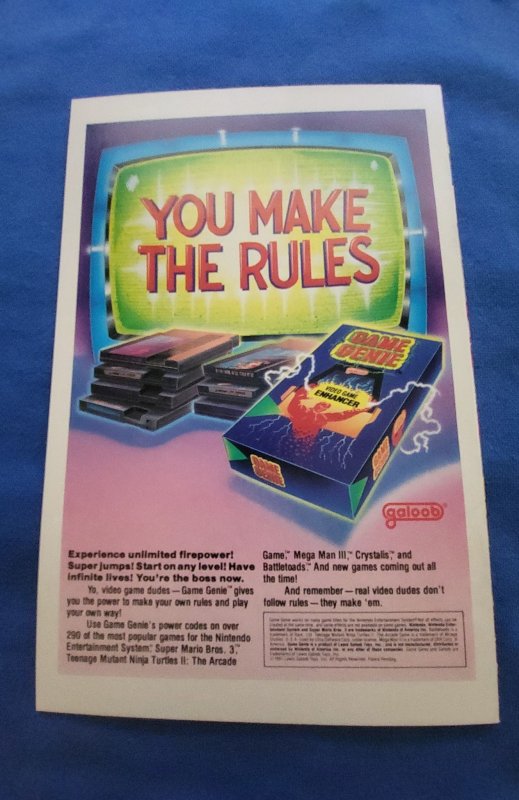 YOU MAKE
THE RULES
GAME
GENIE
VIDEO GAME
ENHANCER
GAME
GENIE
GAME
GENIE
galoob®
Experience unlimited firepower!
Super jumps! Start on any level! Have
infinite lives! You're the boss now.
Yo, video game dudes — Game Genie™ gives
you the power to make your own rules and play
your own way!
Use Game Genie's power codes on over
290 of the most popular games for the Nintendo
Entertainment System®: Super Mario Bros. 3,™
Teenage Mutant Ninja Turtles II: The Arcade
Game,™ Mega Man III,™ Crystalis,™ and
Battletoads.™ And new games coming out all
the time!
And remember — real video dudes don't
follow rules — they make 'em.